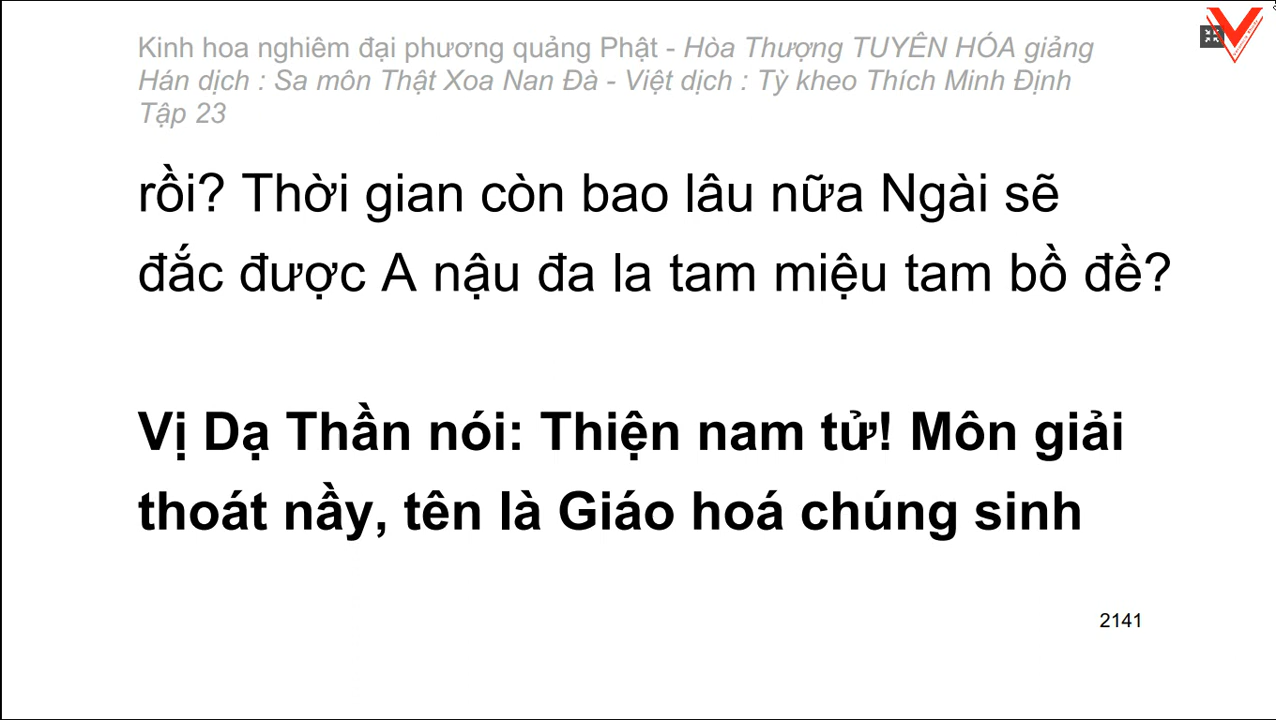 Kinh hoa nghiêm đại phương quảng Phật - Hòa Thượng TUYÊN HÓA giảng
Hán dịch : Sa môn Thật Xoa Nan Đà - Việt dịch : Tỳ kheo Thích Minh Định
Tập 23
rồi? Thời gian còn bao lâu nữa Ngài sẽ
đắc được A nậu đa la tam miệu tam bồ đề?
Vị Dạ Thần nói: Thiện nam tử! Môn giải
thoát nầy, tên là Giáo hoá chúng sinh
2141